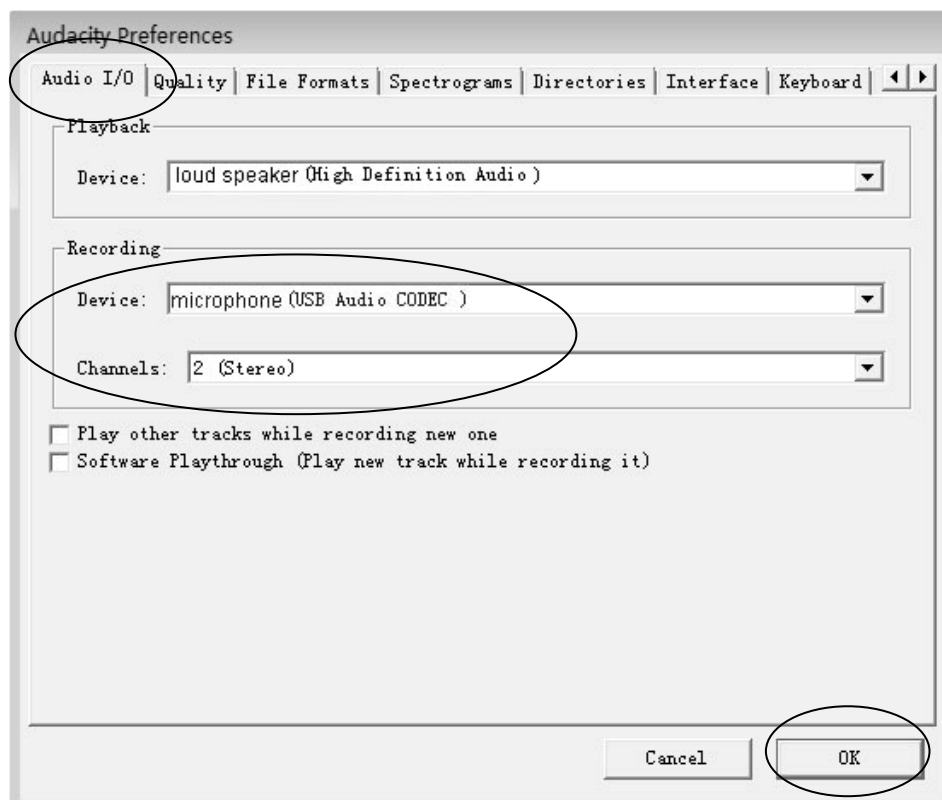 Audacity Preferences
Audio I/O Quality File Formats Spectrograms Directories Interface Keyboard
Playback
Device: loud speaker (High Definition Audio )
Recording
Device: microphone (USB Audio CODEC )
Channels: 2 (Stereo)
Play other tracks while recording new one
Software Playthrough (Play new track while recording it)
Cancel OK